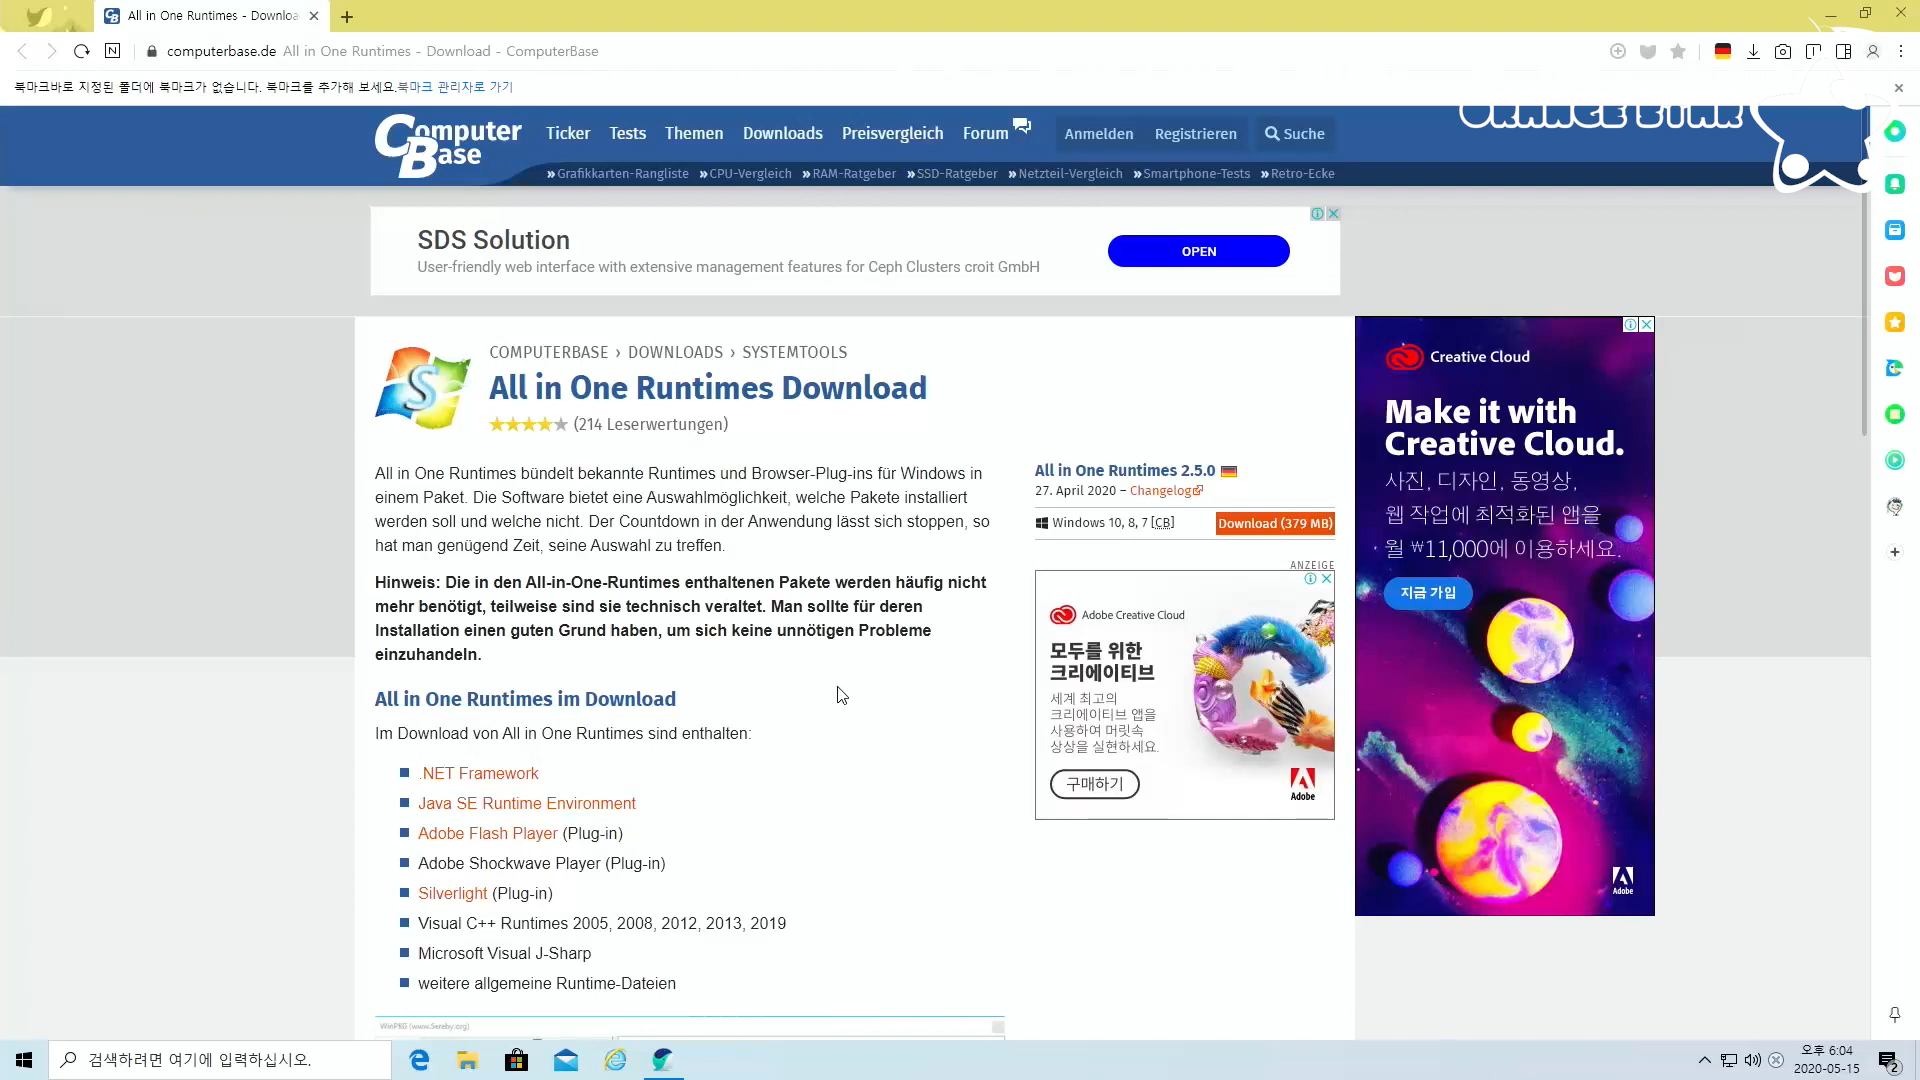 All in One Runtimes - Downloa
computerbase.de All in One Runtimes - Download - ComputerBase
북마크바로 지정된 폴더에 북마크가 없습니다. 북마크를 추가해 보세요.북마크 관리자로 가기
ORANGE BOMB
Computer Base
Ticker Tests Themen Downloads Preisvergleich Forum Anmelden Registrieren Suche
»Grafikkarten-Rangliste »CPU-Vergleich »RAM-Ratgeber »SSD-Ratgeber »Netzteil-Vergleich »Smartphone-Tests »Retro-Ecke
SDS Solution
User-friendly web interface with extensive management features for Ceph Clusters croit GmbH
OPEN
COMPUTERBASE › DOWNLOADS › SYSTEMTOOLS
All in One Runtimes Download
(214 Leserwertungen)
All in One Runtimes bündelt bekannte Runtimes und Browser-Plug-ins für Windows in
einem Paket. Die Software bietet eine Auswahlmöglichkeit, welche Pakete installiert
werden soll und welche nicht. Der Countdown in der Anwendung lässt sich stoppen, so
hat man genügend Zeit, seine Auswahl zu treffen.
Hinweis: Die in den All-in-One-Runtimes enthaltenen Pakete werden häufig nicht
mehr benötigt, teilweise sind sie technisch veraltet. Man sollte für deren
Installation einen guten Grund haben, um sich keine unnötigen Probleme
einzuhandeln.
All in One Runtimes im Download
Im Download von All in One Runtimes sind enthalten:
.NET Framework
Java SE Runtime Environment
Adobe Flash Player (Plug-in)
Adobe Shockwave Player (Plug-in)
Silverlight (Plug-in)
Visual C++ Runtimes 2005, 2008, 2012, 2013, 2019
Microsoft Visual J-Sharp
weitere allgemeine Runtime-Dateien
WinPKG (www.Sereby.org)
All in One Runtimes 2.5.0
27. April 2020 – Changelog
Windows 10, 8, 7 [CB] Download (379 MB)
ANZEIGE
Adobe Creative Cloud
모두를 위한
크리에이티브
세계 최고의
크리에이티브 앱을
사용하여 머릿속
상상을 실현하세요.
구매하기
Adobe
Creative Cloud
Make it with
Creative Cloud.
사진, 디자인, 동영상,
웹 작업에 최적화된 앱을
월 ₩11,000에 이용하세요.
지금 가입
Adobe
검색하려면 여기에 입력하십시오.
오후 6:04
2020-05-15
2